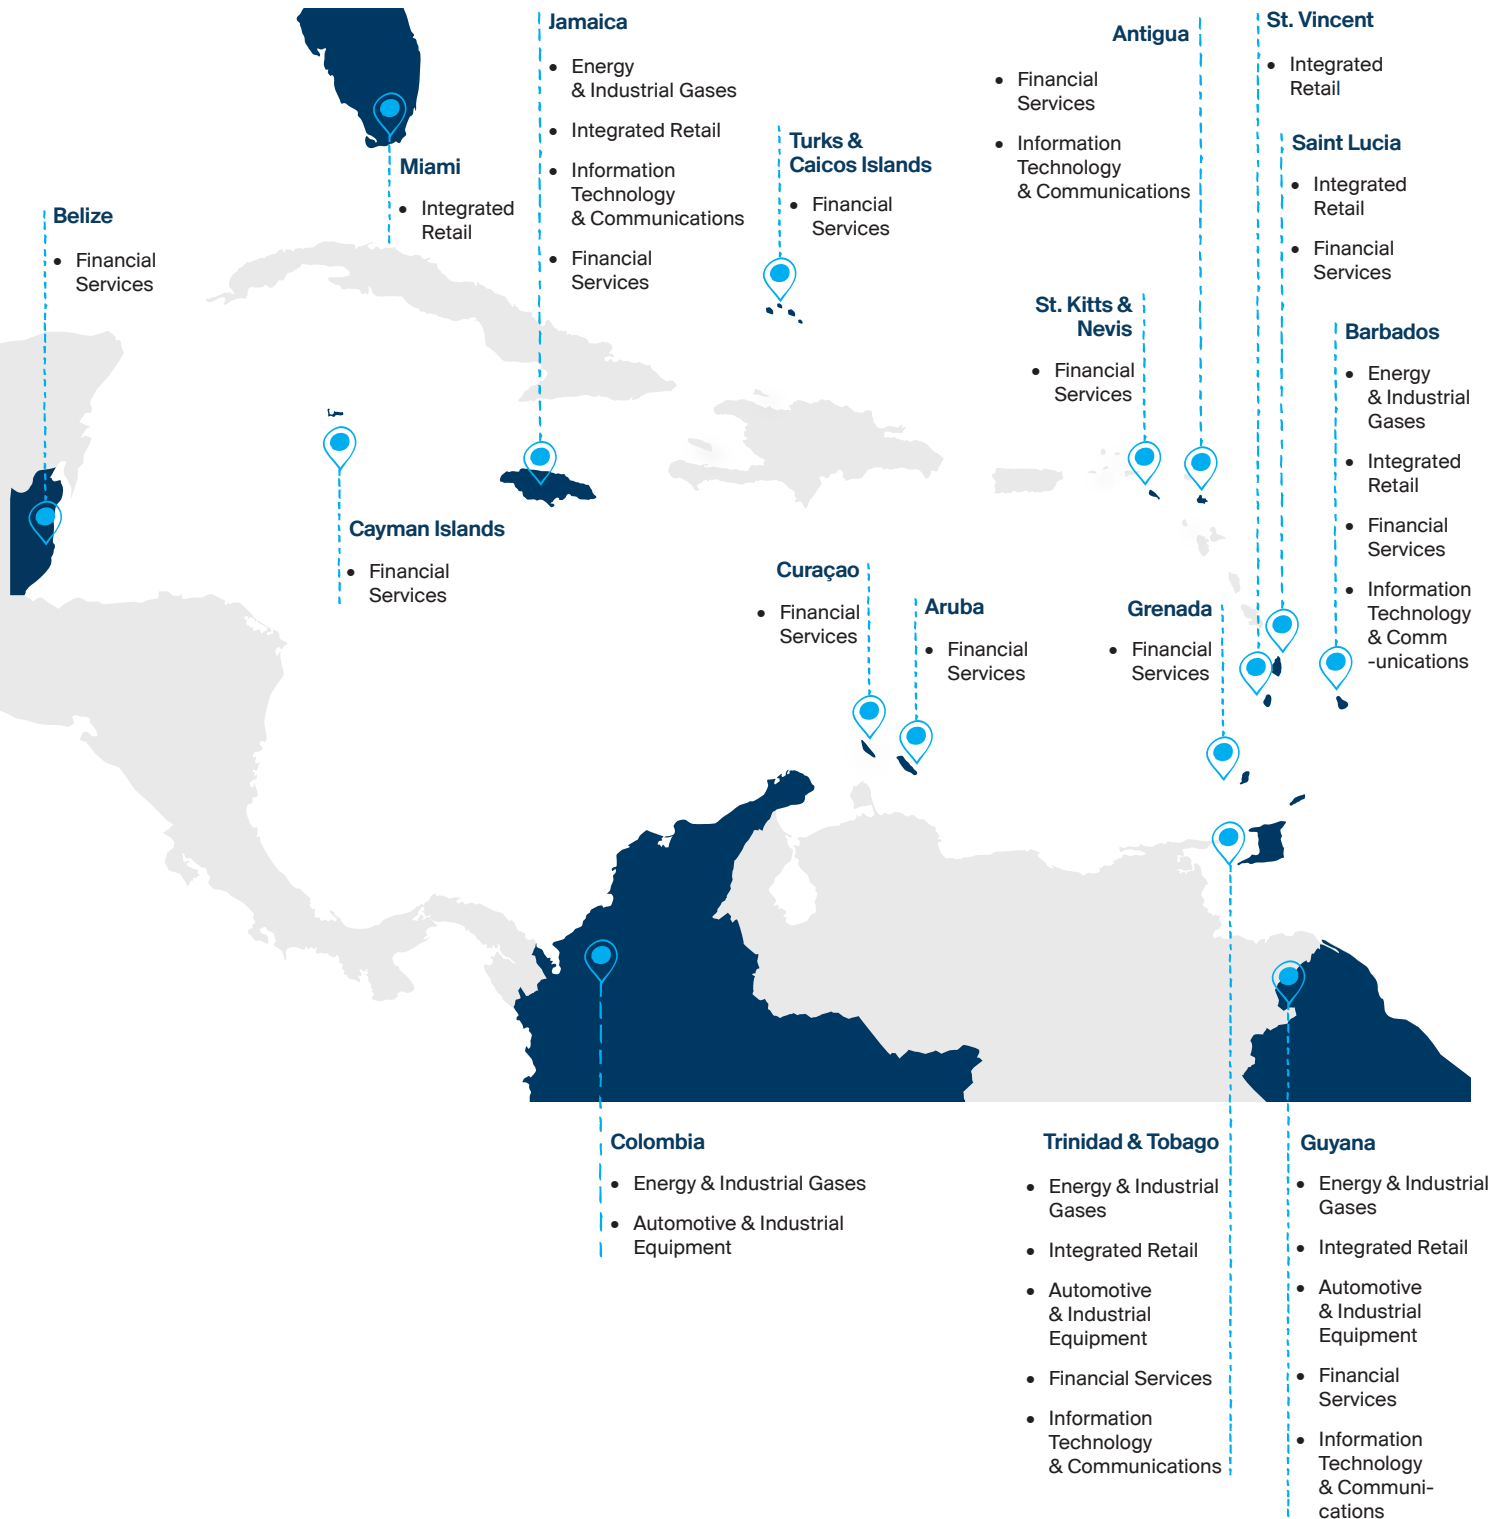 Jamaica
• Energy
& Industrial Gases
• Integrated Retail
• Information
Technology
& Communications
• Financial
Services
Antigua
• Financial
Services
• Information
Technology
& Communications
St. Vincent
• Integrated
Retail
Saint Lucia
• Integrated
Retail
• Financial
Services
Turks &
Caicos Islands
• Financial
Services
Miami
• Integrated
Retail
Belize
• Financial
Services
St. Kitts &
Nevis
• Financial
Services
Barbados
• Energy
& Industrial
Gases
• Integrated
Retail
• Financial
Services
• Information
Technology
& Comm
-unications
Cayman Islands
• Financial
Services
Curaçao
• Financial
Services
Aruba
• Financial
Services
Grenada
• Financial
Services
Colombia
• Energy & Industrial Gases
• Automotive & Industrial
Equipment
Trinidad & Tobago
• Energy & Industrial
Gases
• Integrated Retail
• Automotive
& Industrial
Equipment
• Financial Services
• Information
Technology
& Communications
Guyana
• Energy & Industrial
Gases
• Integrated Retail
• Automotive
& Industrial
Equipment
• Financial
Services
• Information
Technology
& Communi-
cations